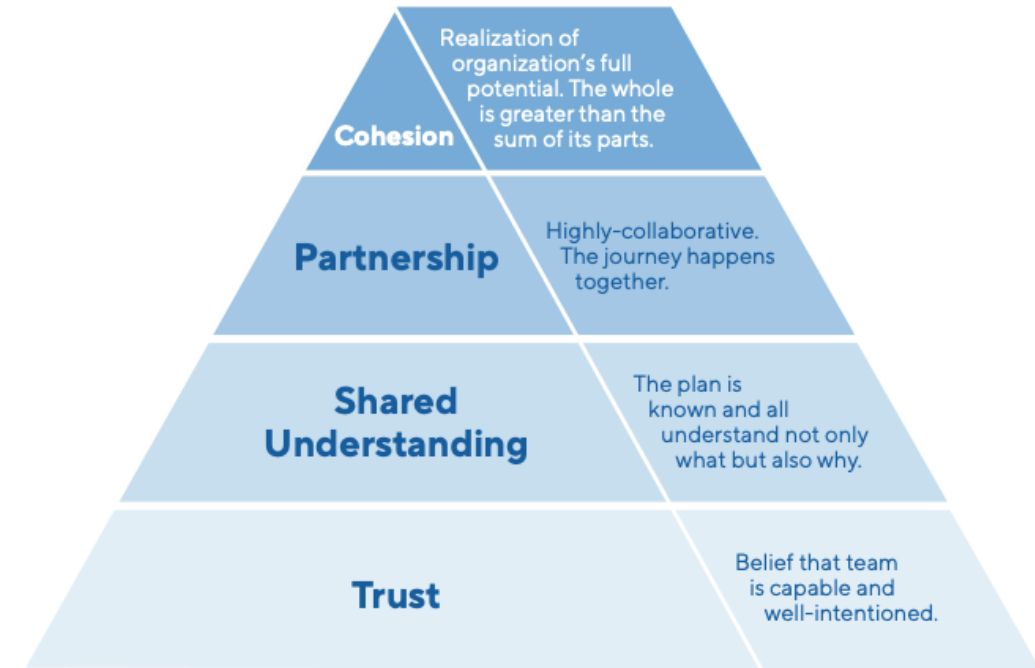 Cohesion
Realization of
organization's full
potential. The whole
is greater than the
sum of its parts.
Partnership
Highly-collaborative.
The journey happens
together.
Shared
Understanding
The plan is
known and all
understand not only
what but also why.
Trust
Belief that team
is capable and
well-intentioned.